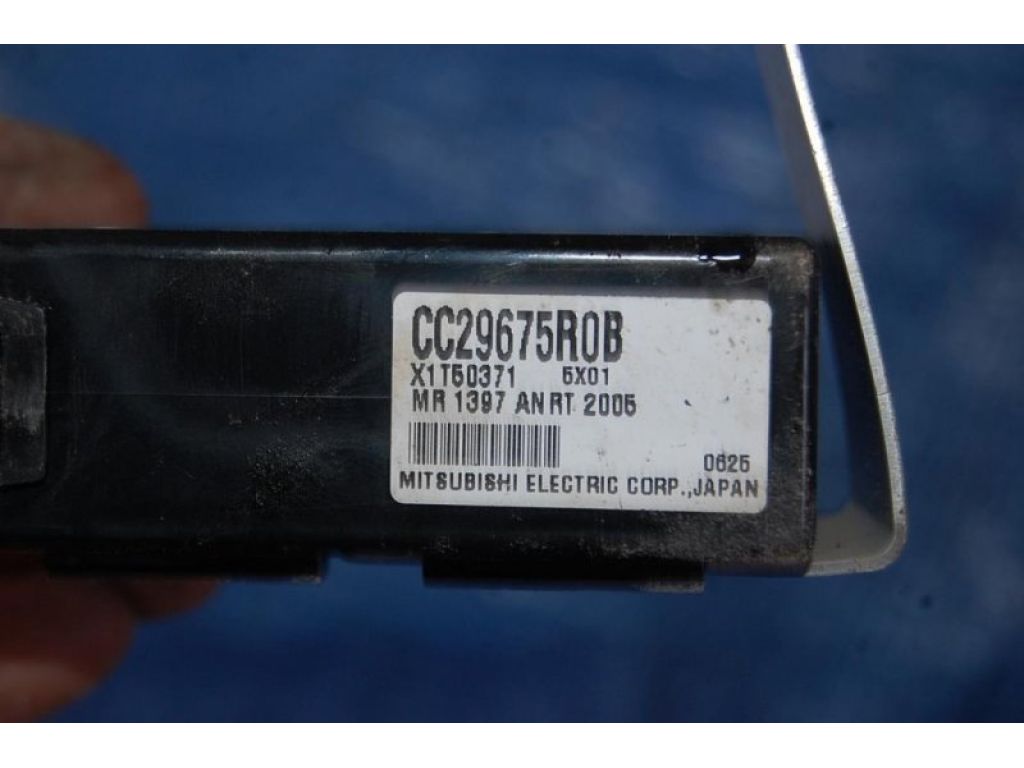 CC29675R0B
X1T50371 5X01
MR 1397 ANRT 2005
0625
MITSUBISHI ELECTRIC CORP.,JAPAN